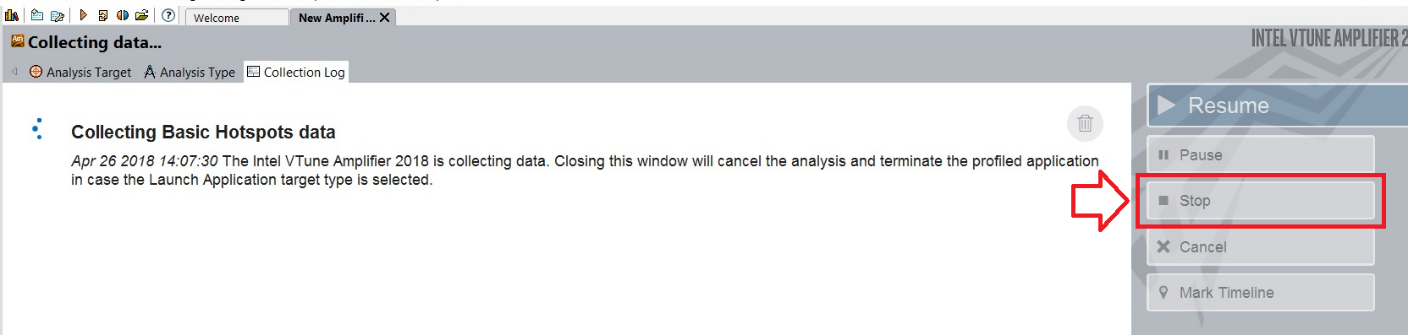 Welcome
New Amplifi... X
Collecting data...
INTEL VTUNE AMPLIFIER 2
Analysis Target
Analysis Type
Collection Log
Resume
Collecting Basic Hotspots data
Apr 26 2018 14:07:30 The Intel VTune Amplifier 2018 is collecting data. Closing this window will cancel the analysis and terminate the profiled application
in case the Launch Application target type is selected.
Pause
Stop
Cancel
Mark Timeline